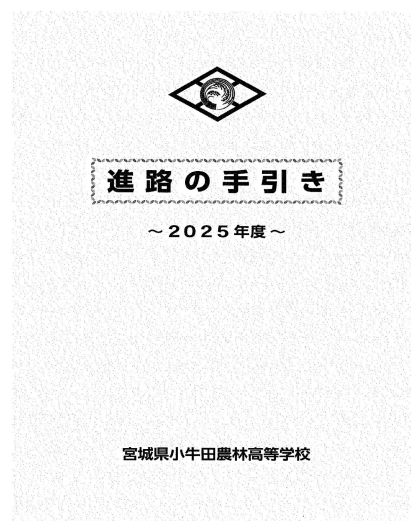 進路の手引き
～２０２５年度～
宮城県小牛田農林高等学校